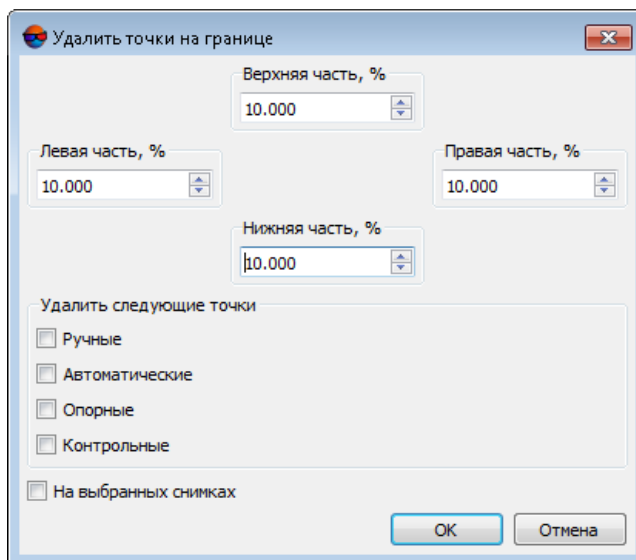 Удалить точки на границе
Верхняя часть, %
10.000
Левая часть, %
Правая часть, %
10.000
10.000
Нижняя часть, %
10.000
Удалить следующие точки
Ручные
Автоматические
Опорные
Контрольные
На выбранных снимках
OK
Отмена